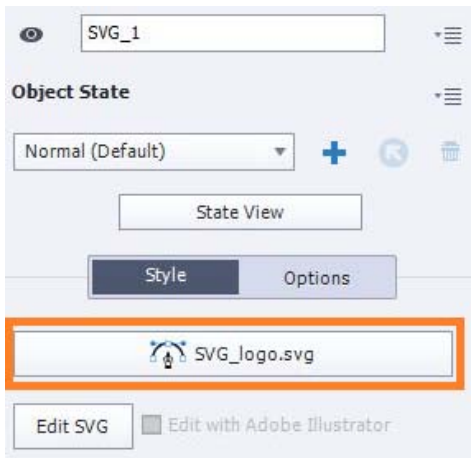 SVG_1
Object State
Normal (Default)
State View
Style Options
SVG_logo.svg
Edit SVG Edit with Adobe Illustrator